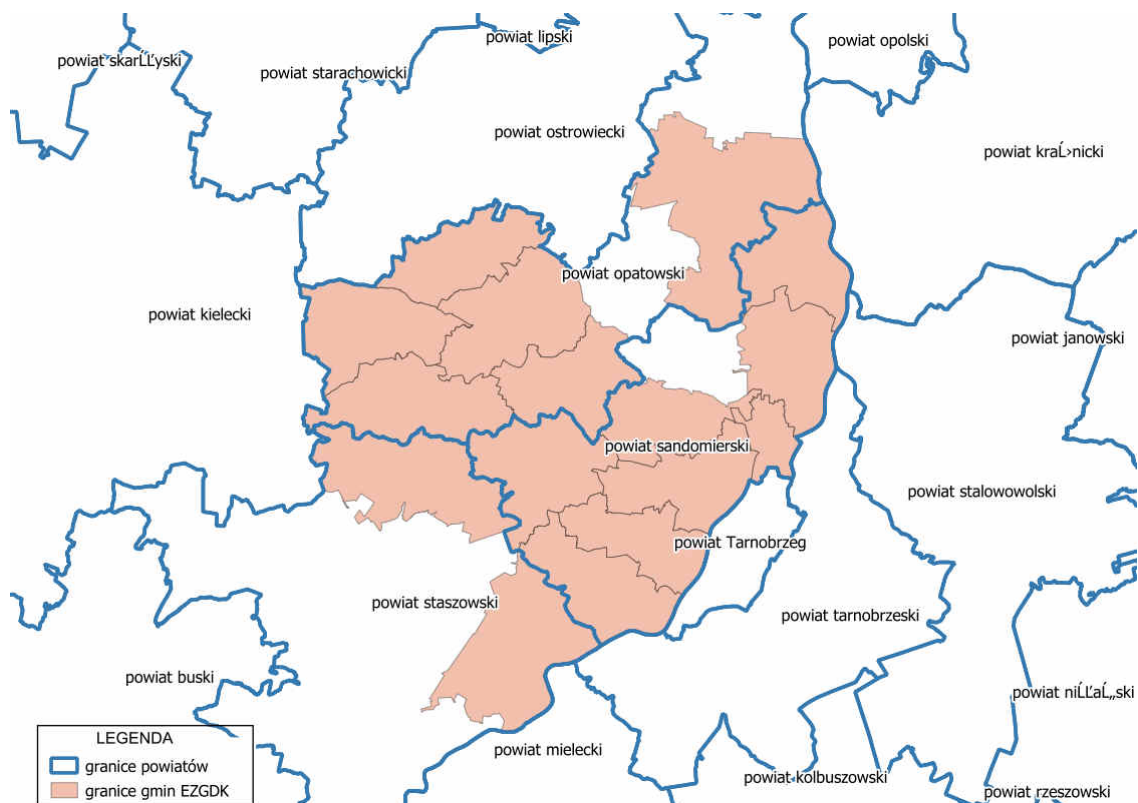 powiat lipski
powiat opolski
powiat skarĹĽyski
powiat starachowicki
powiat ostrowiecki
powiat kraĹ›nicki
powiat opatowski
powiat kielecki
powiat janowski
powiat sandomierski
powiat stalowowolski
powiat Tarnobrzeg
powiat staszowski
powiat tarnobrzeski
powiat buski
powiat niĹĽaĹ„ski
LEGENDA
granice powiatów
granice gmin EZGDK
powiat mielecki
powiat kolbuszowski
powiat rzeszowski